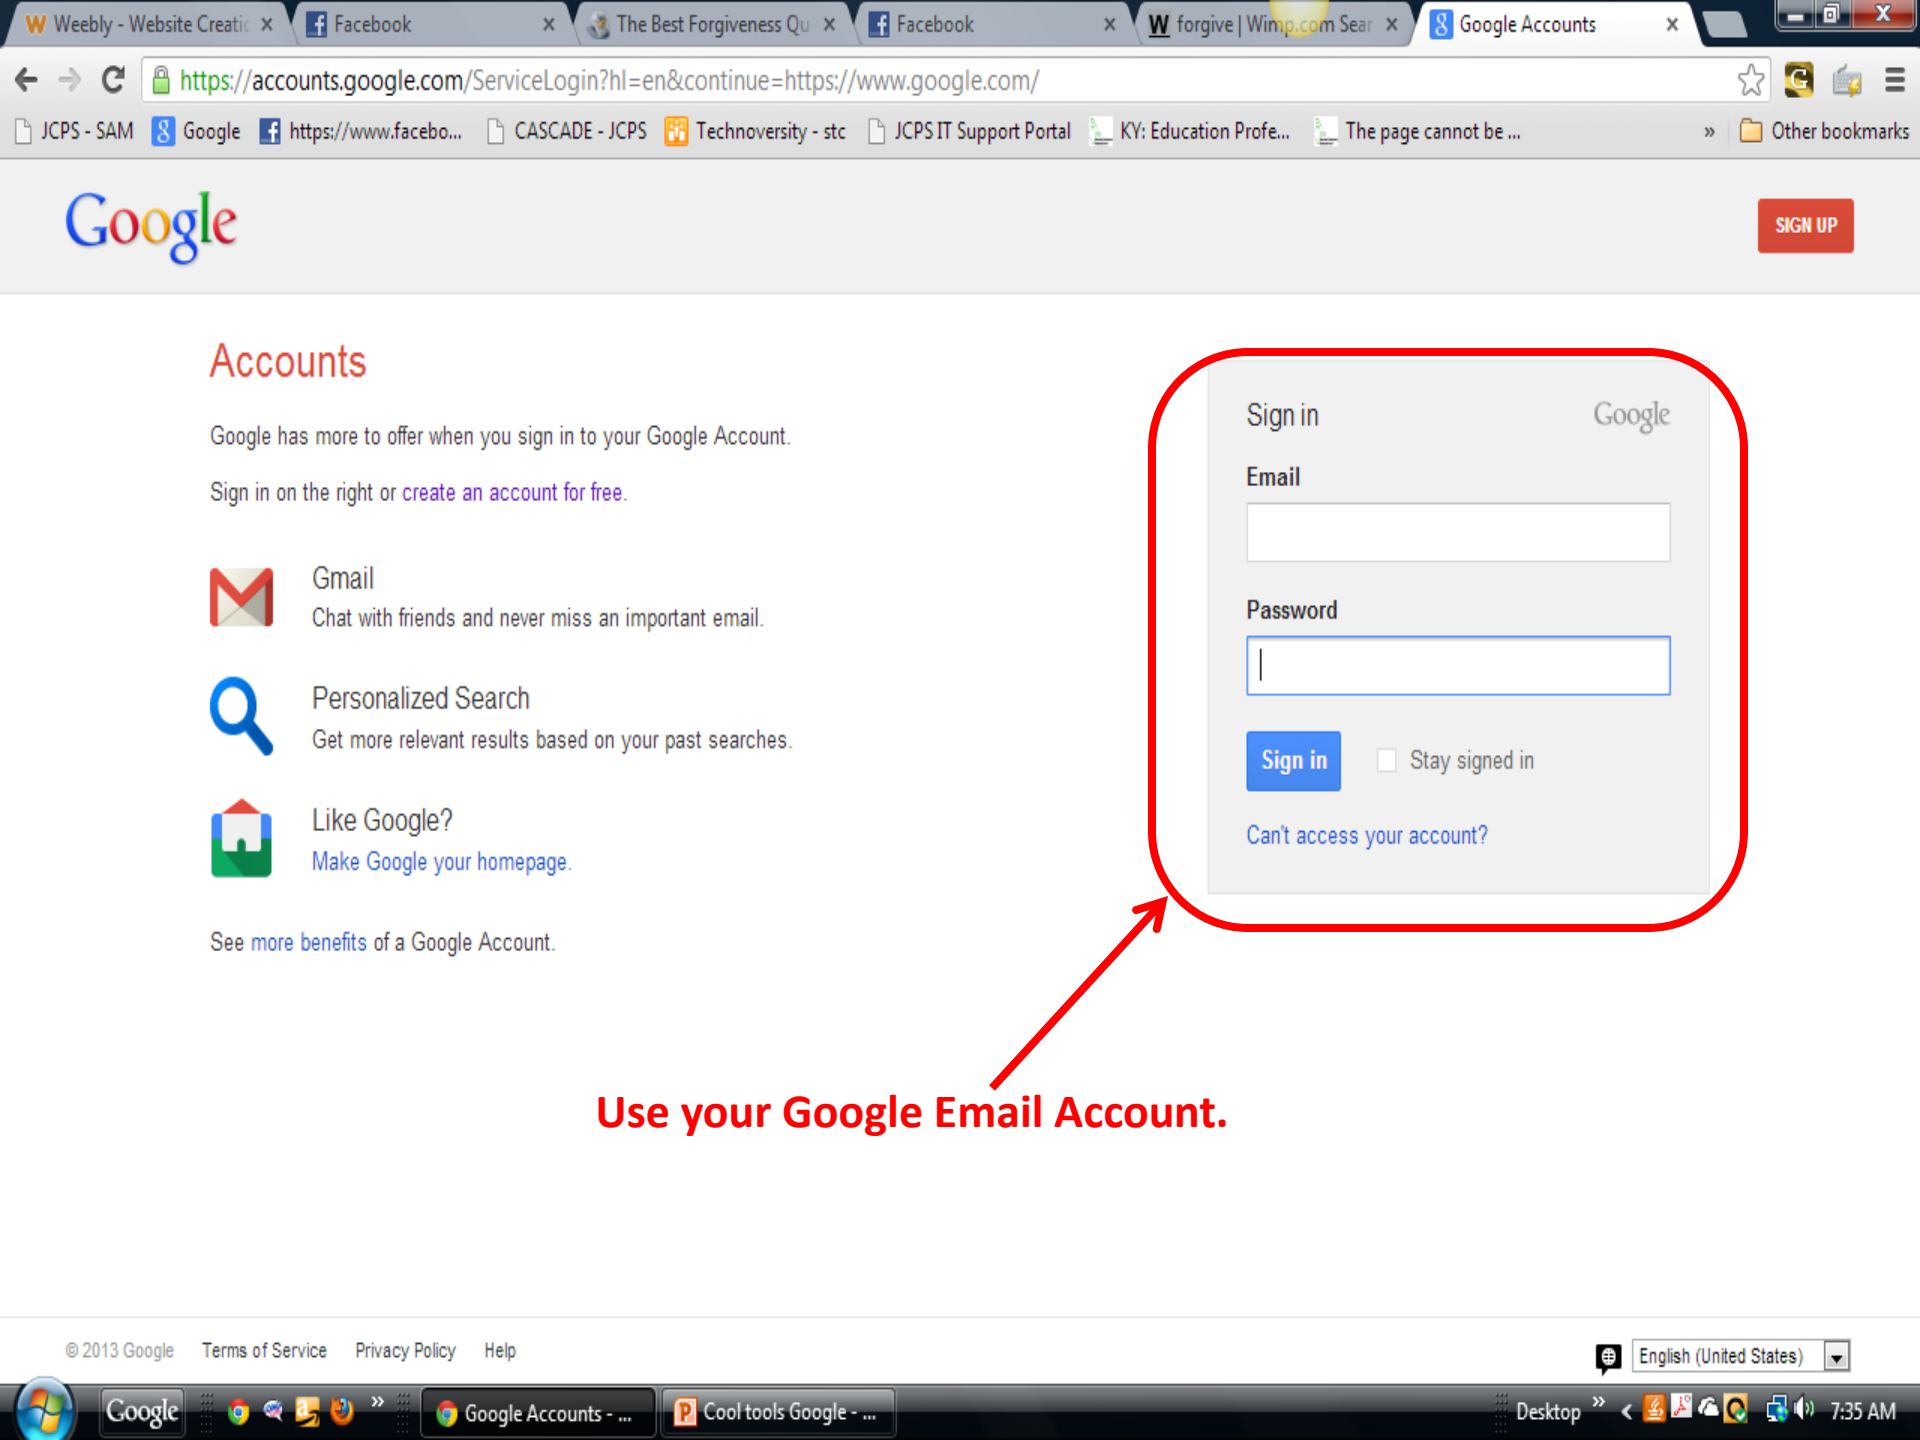 Weebly - Website Creatic
Facebook
The Best Forgiveness Qu
Facebook
W forgive | Wimp.com Sear
Google Accounts
https://accounts.google.com/ServiceLogin?hl=en&continue=https://www.google.com/
JCPS - SAM
Google
https://www.facebo...
CASCADE - JCPS
Technoversity - stc
JCPS IT Support Portal
KY: Education Profe...
The page cannot be ...
»
Other bookmarks
Google
SIGN UP
Accounts
Google has more to offer when you sign in to your Google Account.
Sign in on the right or create an account for free.
Gmail
Chat with friends and never miss an important email.
Personalized Search
Get more relevant results based on your past searches.
Like Google?
Make Google your homepage.
See more benefits of a Google Account.
Sign in
Google
Email
Password
Sign in
Stay signed in
Can't access your account?
Use your Google Email Account.
© 2013 Google
Terms of Service
Privacy Policy
Help
English (United States)
Google
Google Accounts - ...
Cool tools Google - ...
Desktop
7:35 AM